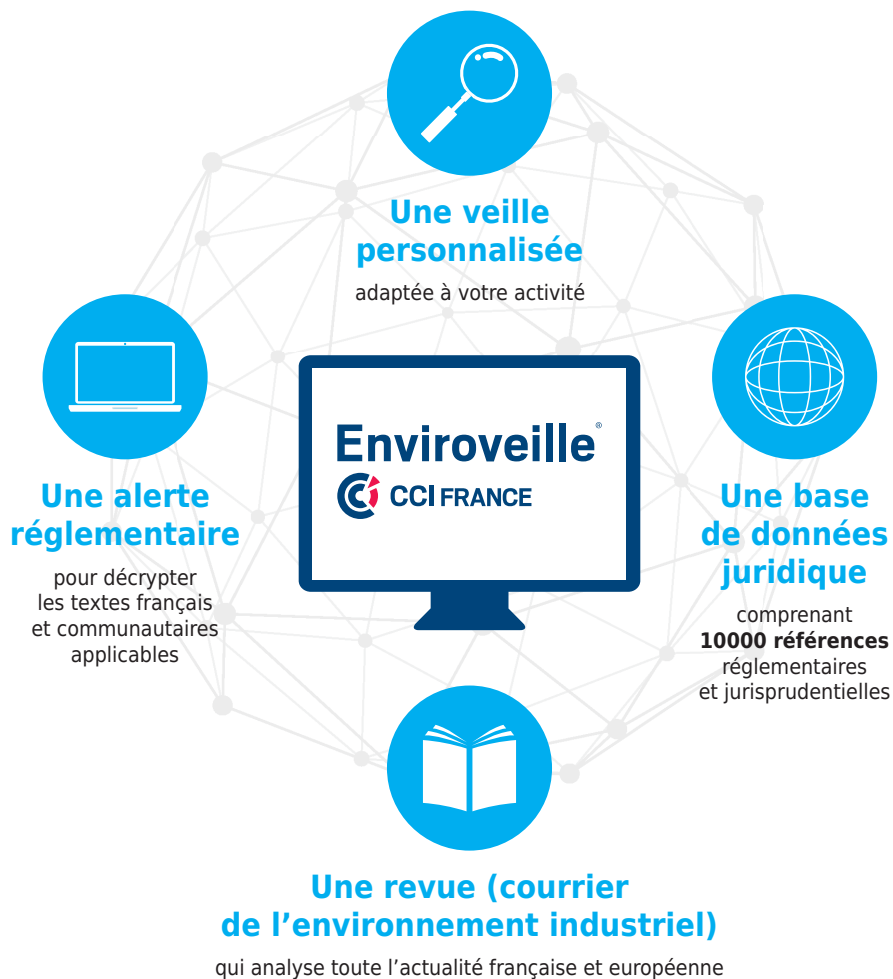 Une veille
personnalisée
adaptée à votre activité
Enviroveille®
CCI FRANCE
Une alerte
réglementaire
pour décrypter
les textes français
et communautaires
applicables
Une base
de données
juridique
comprenant
10000 références
réglementaires
et jurisprudentielles
Une revue (courrier
de l’environnement industriel)
qui analyse toute l’actualité française et européenne